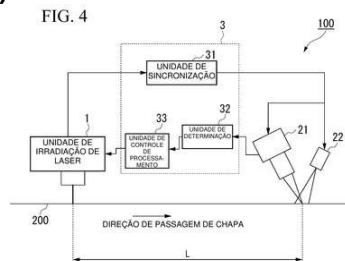 FIG. 4
3
100
31
UNIDADE DE
SINCRONIZAÇÃO
32
33
UNIDADE DE
DETERMINAÇÃO
1
UNIDADE DE
IRRADIAÇÃO DE
LASER
UNIDADE DE
CONTROLE
DE
PROCESSA-
MENTO
21
22
200
DIREÇÃO DE PASSAGEM DE CHAPA
L